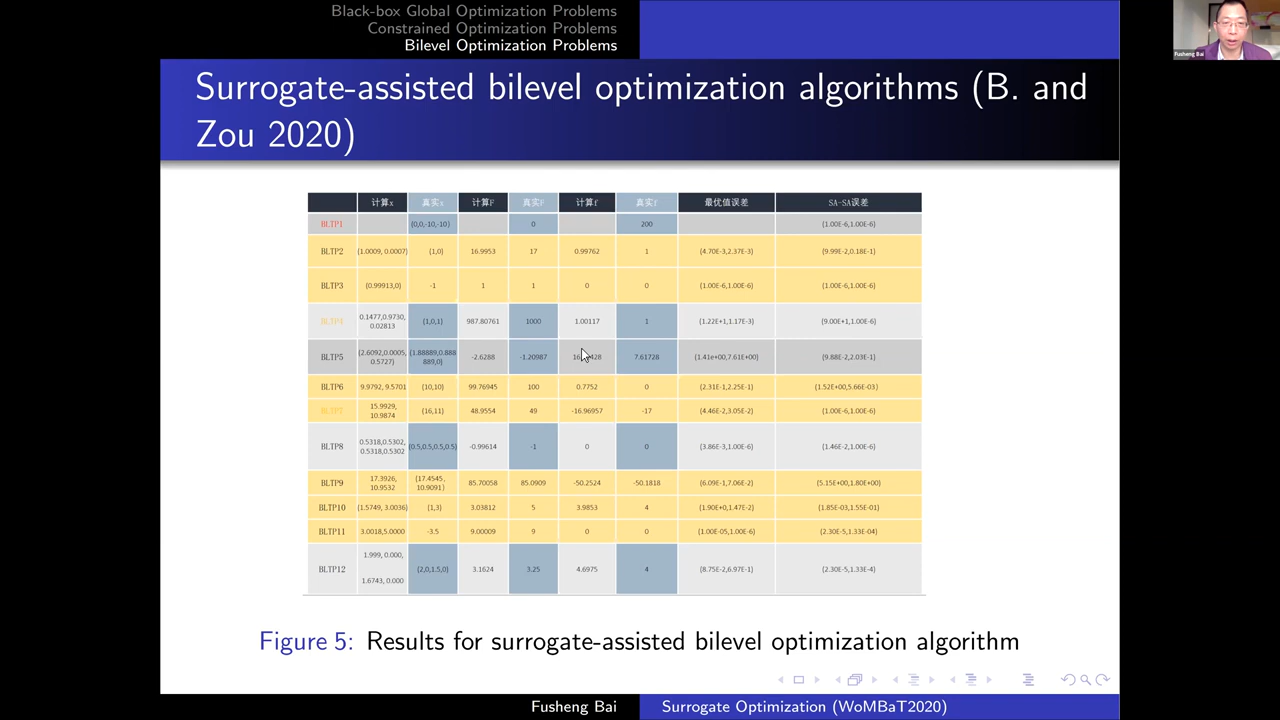 Black-box Global Optimization Problems
Constrained Optimization Problems
Bilevel Optimization Problems
Fusheng Bai
Surrogate-assisted bilevel optimization algorithms (B. and
Zou 2020)
计算x 真实x 计算F 真实F 计算f 真实f 最优值误差 SA-SA误差
BLTP1 (0,0,-10,-10) 0 200 (1.00E-6,1.00E-6)
BLTP2 (1.0009, 0.0007) (1,0) 16.9953 17 0.99762 1 (4.70E-3,2.37E-3) (9.99E-2,0.18E-1)
BLTP3 (0.99913,0) -1 1 1 0 0 (1.00E-6,1.00E-6) (1.00E-6,1.00E-6)
BLTP4 0.1477,0.9730, 0.02813 (1,0,1) 987.80761 1000 1.00117 1 (1.22E+1,1.17E-3) (9.00E+1,1.00E-6)
BLTP5 (2.6092,0.0005, 0.5727) (1.88889,0.888 889,0) -2.6288 -1.20987 7.61728 (1.41e+00,7.61E+00) (9.88E-2,2.03E-1)
BLTP6 9.9792, 9.5701 (10,10) 99.76945 100 0.7752 0 (2.31E-1,2.25E-1) (1.52E+00,5.66E-03)
BLTP7 15.9929, 10.9874 (16,11) 48.9554 49 -16.96957 -17 (4.46E-2,3.05E-2) (1.00E-6,1.00E-6)
BLTP8 0.5318,0.5302, 0.5318,0.5302 (0.5,0.5,0.5,0.5) -0.99614 -1 0 0 (3.86E-3,1.00E-6) (1.46E-2,1.00E-6)
BLTP9 17.3926, 10.9532 (17.4545, 10.9091) 85.70058 85.0909 -50.2524 -50.1818 (6.09E-1,7.06E-2) (5.15E+00,1.80E+00)
BLTP10 (1.5749, 3.0036) (1,3) 3.03812 5 3.9853 4 (1.90E+0,1.47E-2) (1.85E-03,1.55E-01)
BLTP11 3.0018,5.0000 -3.5 9.00009 9 0 0 (1.00E-05,1.00E-6) (2.30E-5,1.33E-04)
BLTP12 1.999, 0.000, 1.6743, 0.000 (2,0,1.5,0) 3.1624 3.25 4.6975 4 (8.75E-2,6.97E-1) (2.30E-5,1.33E-4)
Figure 5: Results for surrogate-assisted bilevel optimization algorithm
Fusheng Bai Surrogate Optimization (WoMBaT2020)